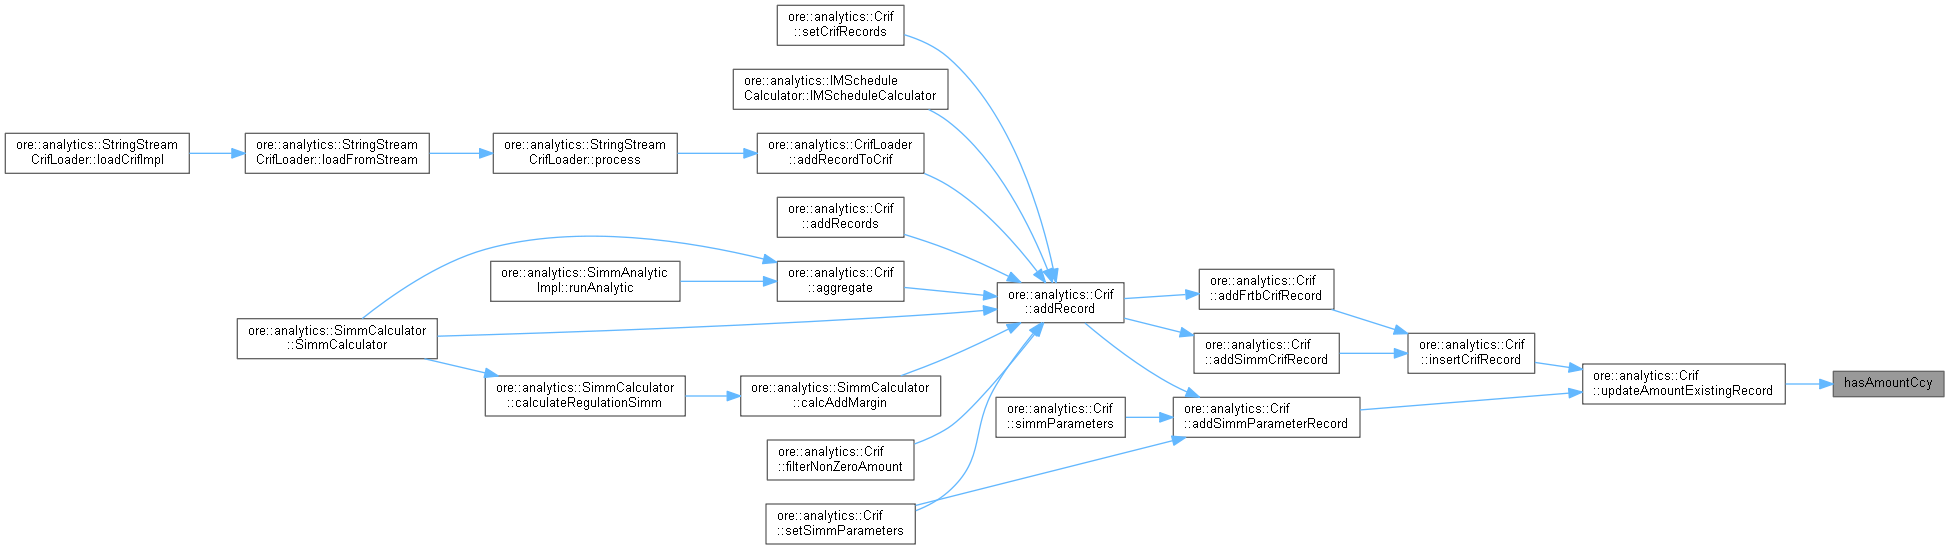 ore::analytics::Crif
::setCrifRecords
ore::analytics::IMSchedule
Calculator::IMScheduleCalculator
ore::analytics::StringStream
CrifLoader::loadCrifImpl
ore::analytics::StringStream
CrifLoader::loadFromStream
ore::analytics::StringStream
CrifLoader::process
ore::analytics::CrifLoader
::addRecordToCrif
ore::analytics::Crif
::addRecords
ore::analytics::SimmAnalytic
Impl::runAnalytic
ore::analytics::Crif
::aggregate
ore::analytics::Crif
::addRecord
ore::analytics::Crif
::addFrtbCrifRecord
ore::analytics::SimmCalculator
::SimmCalculator
ore::analytics::Crif
::addSimmCrifRecord
ore::analytics::Crif
::insertCrifRecord
ore::analytics::SimmCalculator
::calculateRegulationSimm
ore::analytics::SimmCalculator
::calcAddMargin
ore::analytics::Crif
::updateAmountExistingRecord
hasAmountCcy
ore::analytics::Crif
::simmParameters
ore::analytics::Crif
::addSimmParameterRecord
ore::analytics::Crif
::filterNonZeroAmount
ore::analytics::Crif
::setSimmParameters